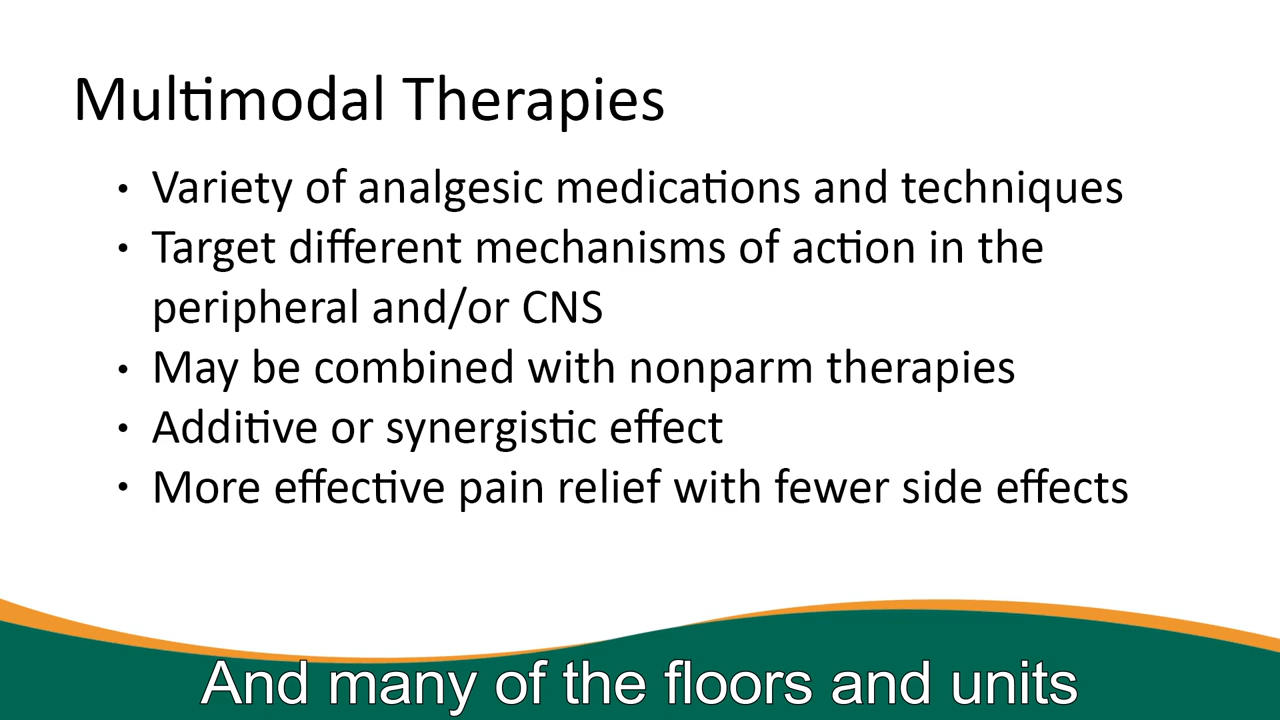 Multimodal Therapies
• Variety of analgesic medications and techniques
• Target different mechanisms of action in the
peripheral and/or CNS
• May be combined with nonparm therapies
• Additive or synergistic effect
• More effective pain relief with fewer side effects
And many of the floors and units